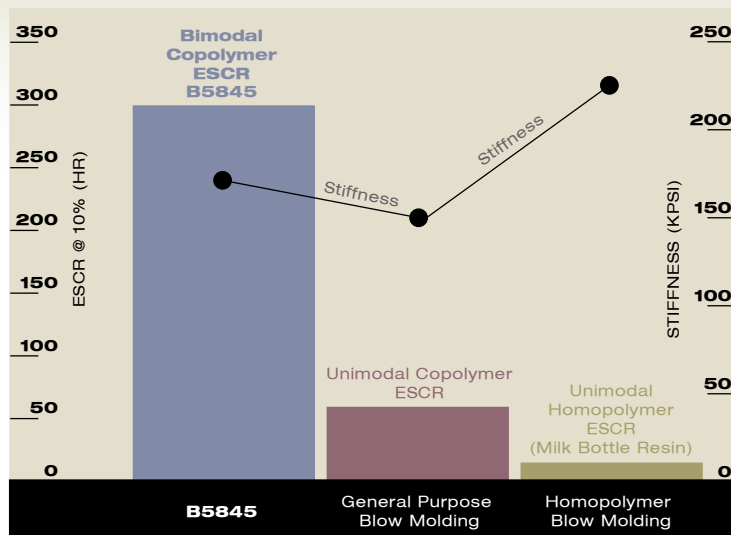 350
300
250
200
150
100
50
0
ESCR @ 10% (HR)
Bimodal
Copolymer
ESCR
B5845
Stiffness
Stiffness
Unimodal Copolymer
ESCR
Unimodal
Homopolymer
ESCR
(Milk Bottle Resin)
250
200
150
100
50
0
STIFFNESS (KPSI)
B5845
General Purpose
Blow Molding
Homopolymer
Blow Molding